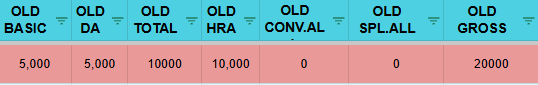 OLD BASIC OLD DA OLD TOTAL OLD HRA OLD CONV.AL OLD SPL.ALL OLD GROSS
5,000 5,000 10000 10,000 0 0 20000